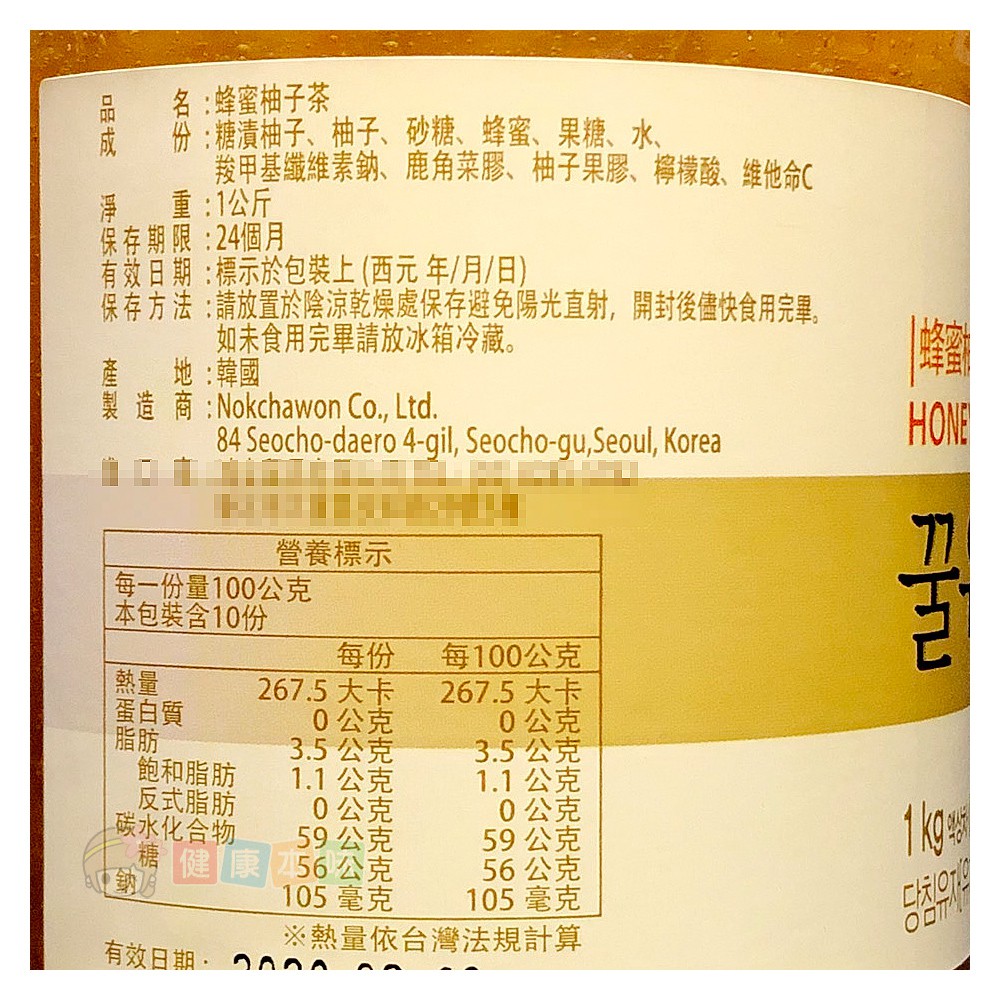 品名:蜂蜜柚子茶
成份:糖漬柚子、柚子、砂糖、蜂蜜、果糖、水、
羧甲基纖維素鈉、鹿角菜膠、柚子果膠、檸檬酸、維他命C
淨重:1公斤
保存期限:24個月
有效日期:標示於包裝上(西元 年/月/日)
保存方法:請放置於陰涼乾燥處保存避免陽光直射，開封後儘快食用完畢。
如未食用完畢請放冰箱冷藏。
產地:韓國
製造商:Nokchawon Co., Ltd.
84 Seocho-daero 4-gil, Seocho-gu,Seoul, Korea
營養標示
每一份量100公克
本包裝含10份
每份 每100公克
熱量 267.5 大卡 267.5 大卡
蛋白質 0 公克 0 公克
脂肪 3.5 公克 3.5 公克
飽和脂肪 1.1 公克 1.1 公克
反式脂肪 0 公克 0 公克
碳水化合物 59 公克 59 公克
糖 56 公克 56 公克
鈉 105 毫克 105 毫克
※熱量依台灣法規計算
有效日期:
健康本味
蜂蜜
HONEY
꿀
1 kg
당침유자